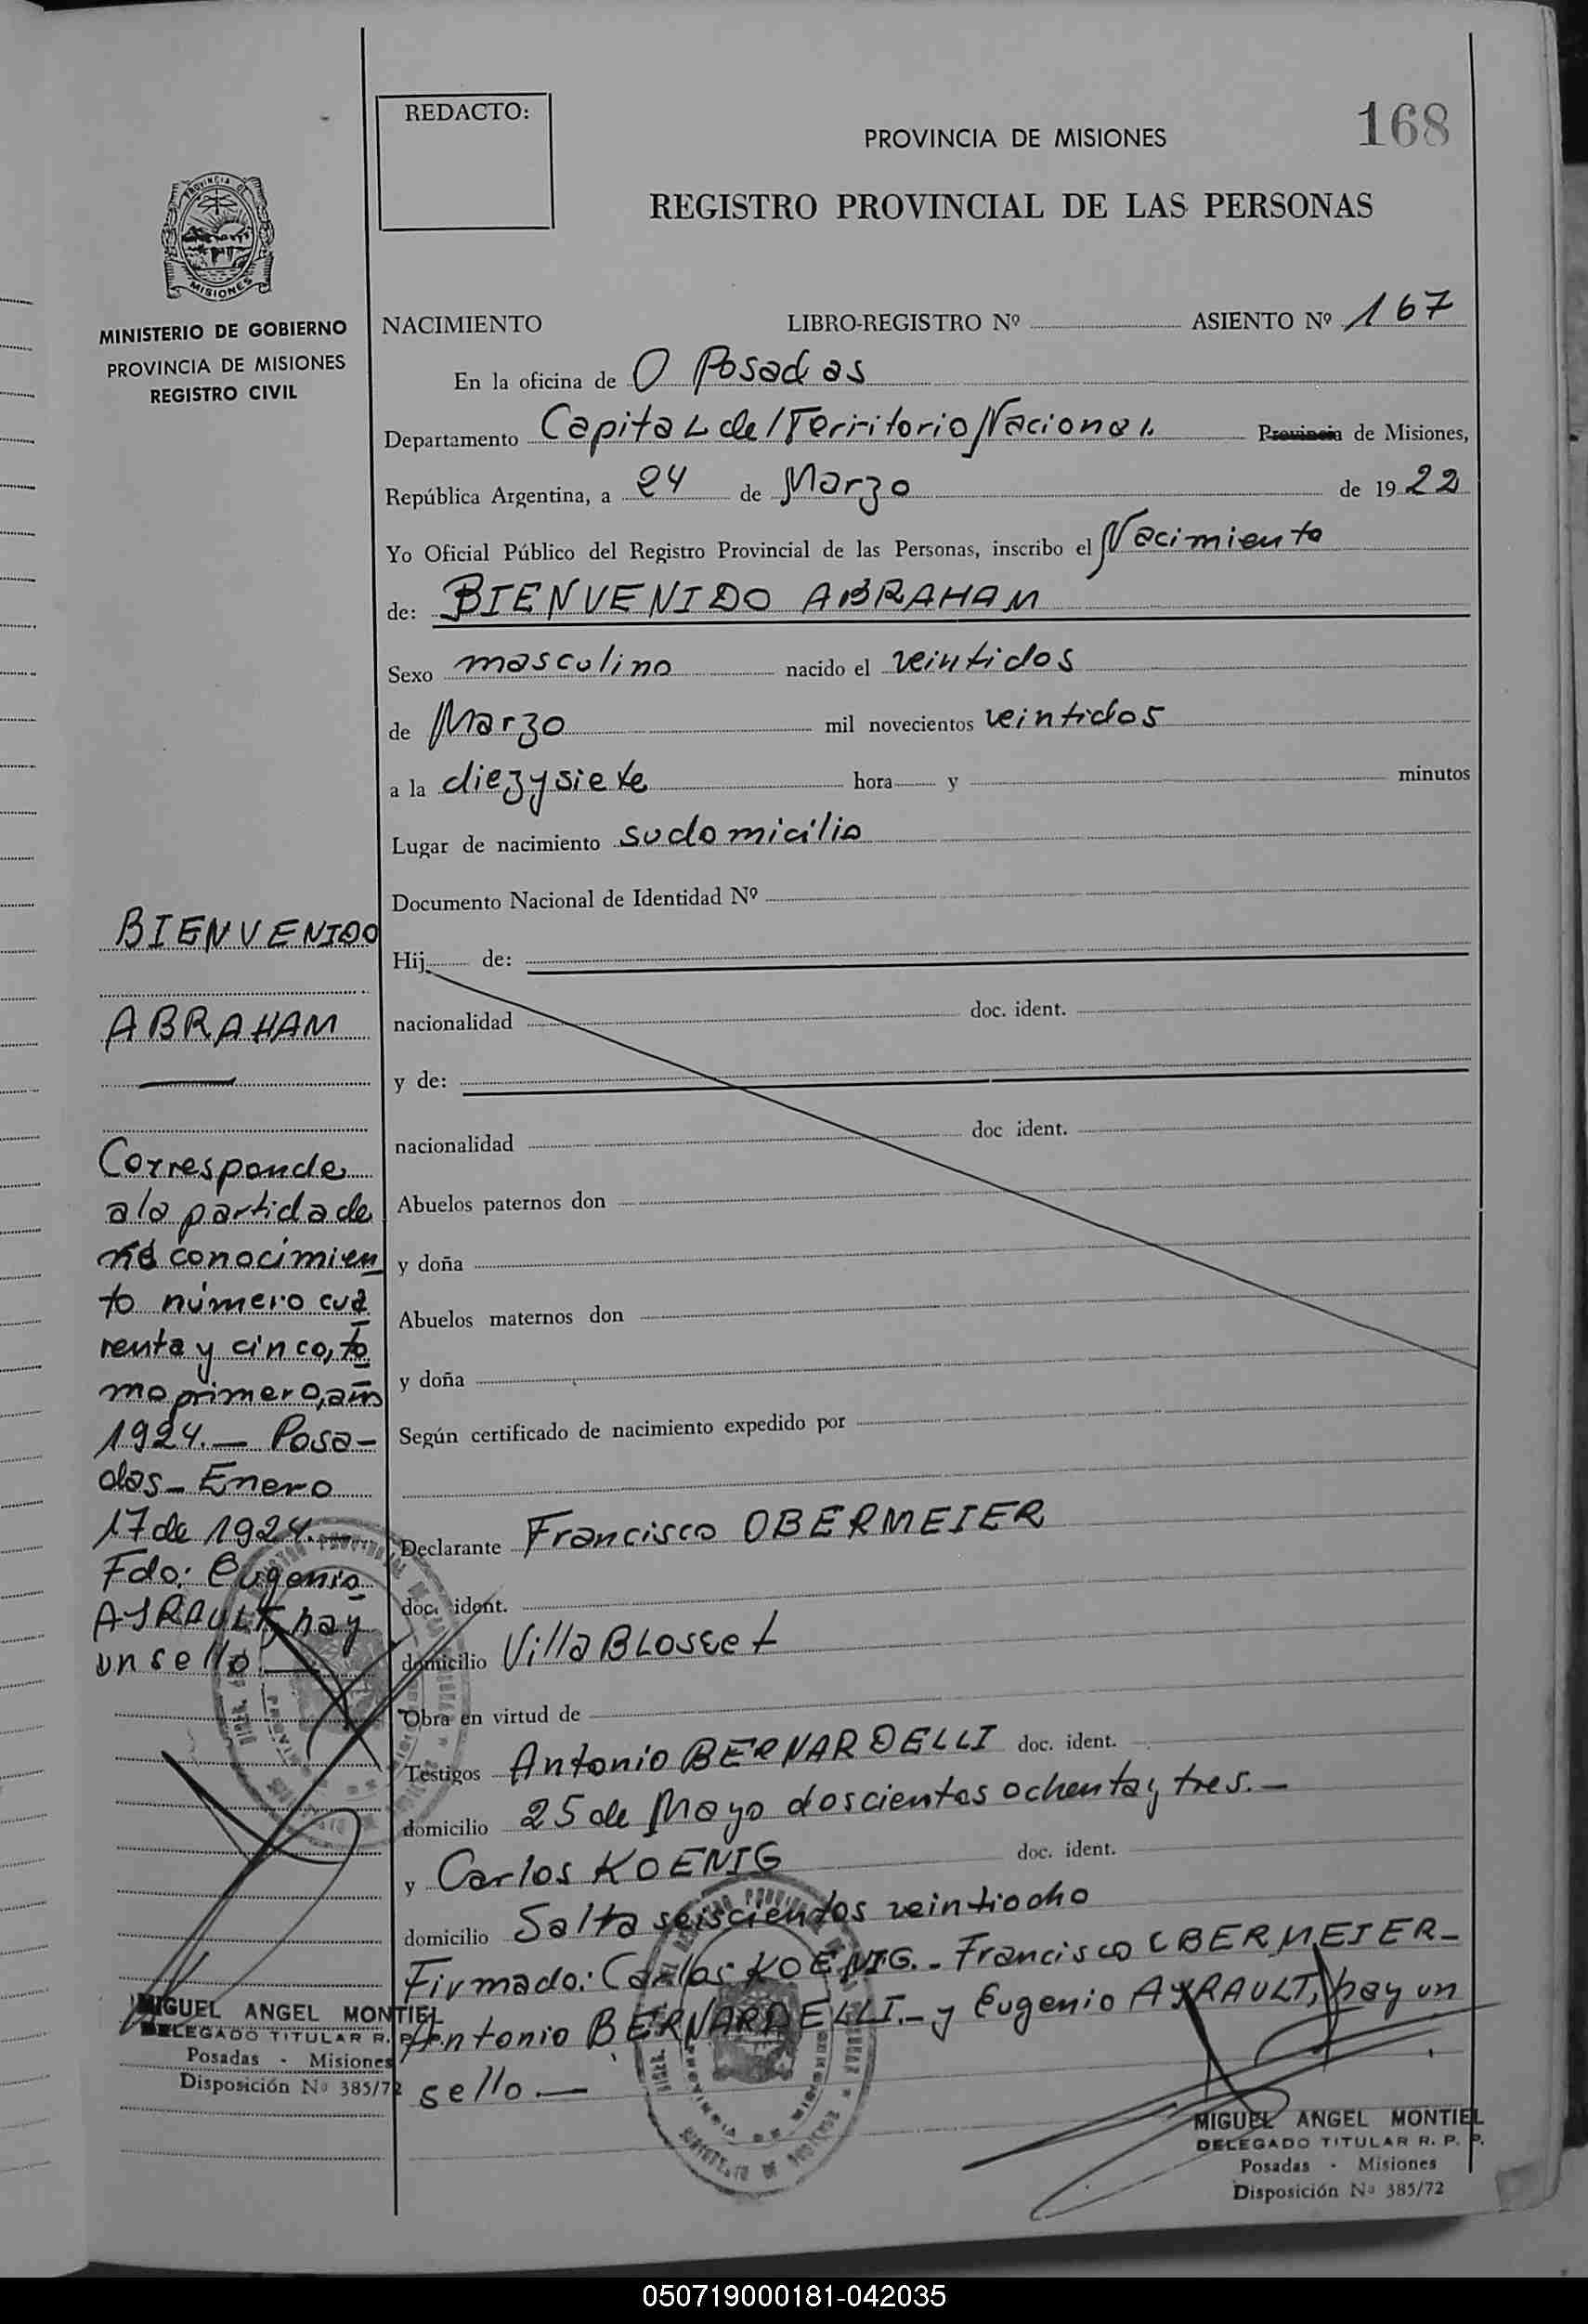 REDACTO:
168
PROVINCIA DE MISIONES
REGISTRO PROVINCIAL DE LAS PERSONAS
PROVINCIA DE
MISIONES
MINISTERIO DE GOBIERNO
PROVINCIA DE MISIONES
REGISTRO CIVIL
NACIMIENTO LIBRO-REGISTRO Nº ASIENTO Nº 167
En la oficina de O Posadas
Departamento Capital del Territorio Nacional. Provincia de Misiones,
República Argentina, a 24 de Marzo de 1922
Yo Oficial Público del Registro Provincial de las Personas, inscribo el Nacimiento
de: BIENVENIDO ABRAHAM
Sexo masculino nacido el veintidos
de Marzo mil novecientos veintidos
a la diez y siete hora y minutos
Lugar de nacimiento su domicilio
Documento Nacional de Identidad Nº
Hij de:
nacionalidad doc. ident.
y de:
nacionalidad doc ident.
Abuelos paternos don
y doña
Abuelos maternos don
y doña
Según certificado de nacimiento expedido por
Declarante Francisco OBERMEIER
doc. ident.
domicilio Villa BLOSSET
Obra en virtud de
Testigos Antonio BERNARDELLI doc. ident.
domicilio 25 de Mayo doscientos ochenta y tres.-
y Carlos KOENIG doc. ident.
domicilio Salta seiscientos veintiocho
Firmado: Carlos KOENIG.- Francisco OBERMEIER-
Antonio BERNARDELLI.- y Eugenio AYRAULT, hay un
sello.-
BIENVENIDO
ABRAHAM
Corresponde
a la partida de
conocimien
to número cua
renta y cinco, to
mo primero, año
1924.- Posa-
das- Enero
17 de 1924.-
Fdo: Eugenio
AYRAULT, hay
un sello.-
MIGUEL ANGEL MONTIEL
DELEGADO TITULAR R. P. P.
Posadas - Misiones
Disposición Nº 385/72
MIGUEL ANGEL MONTIEL
DELEGADO TITULAR R. P. P.
Posadas - Misiones
Disposición Nº 385/72
050719000181-042035